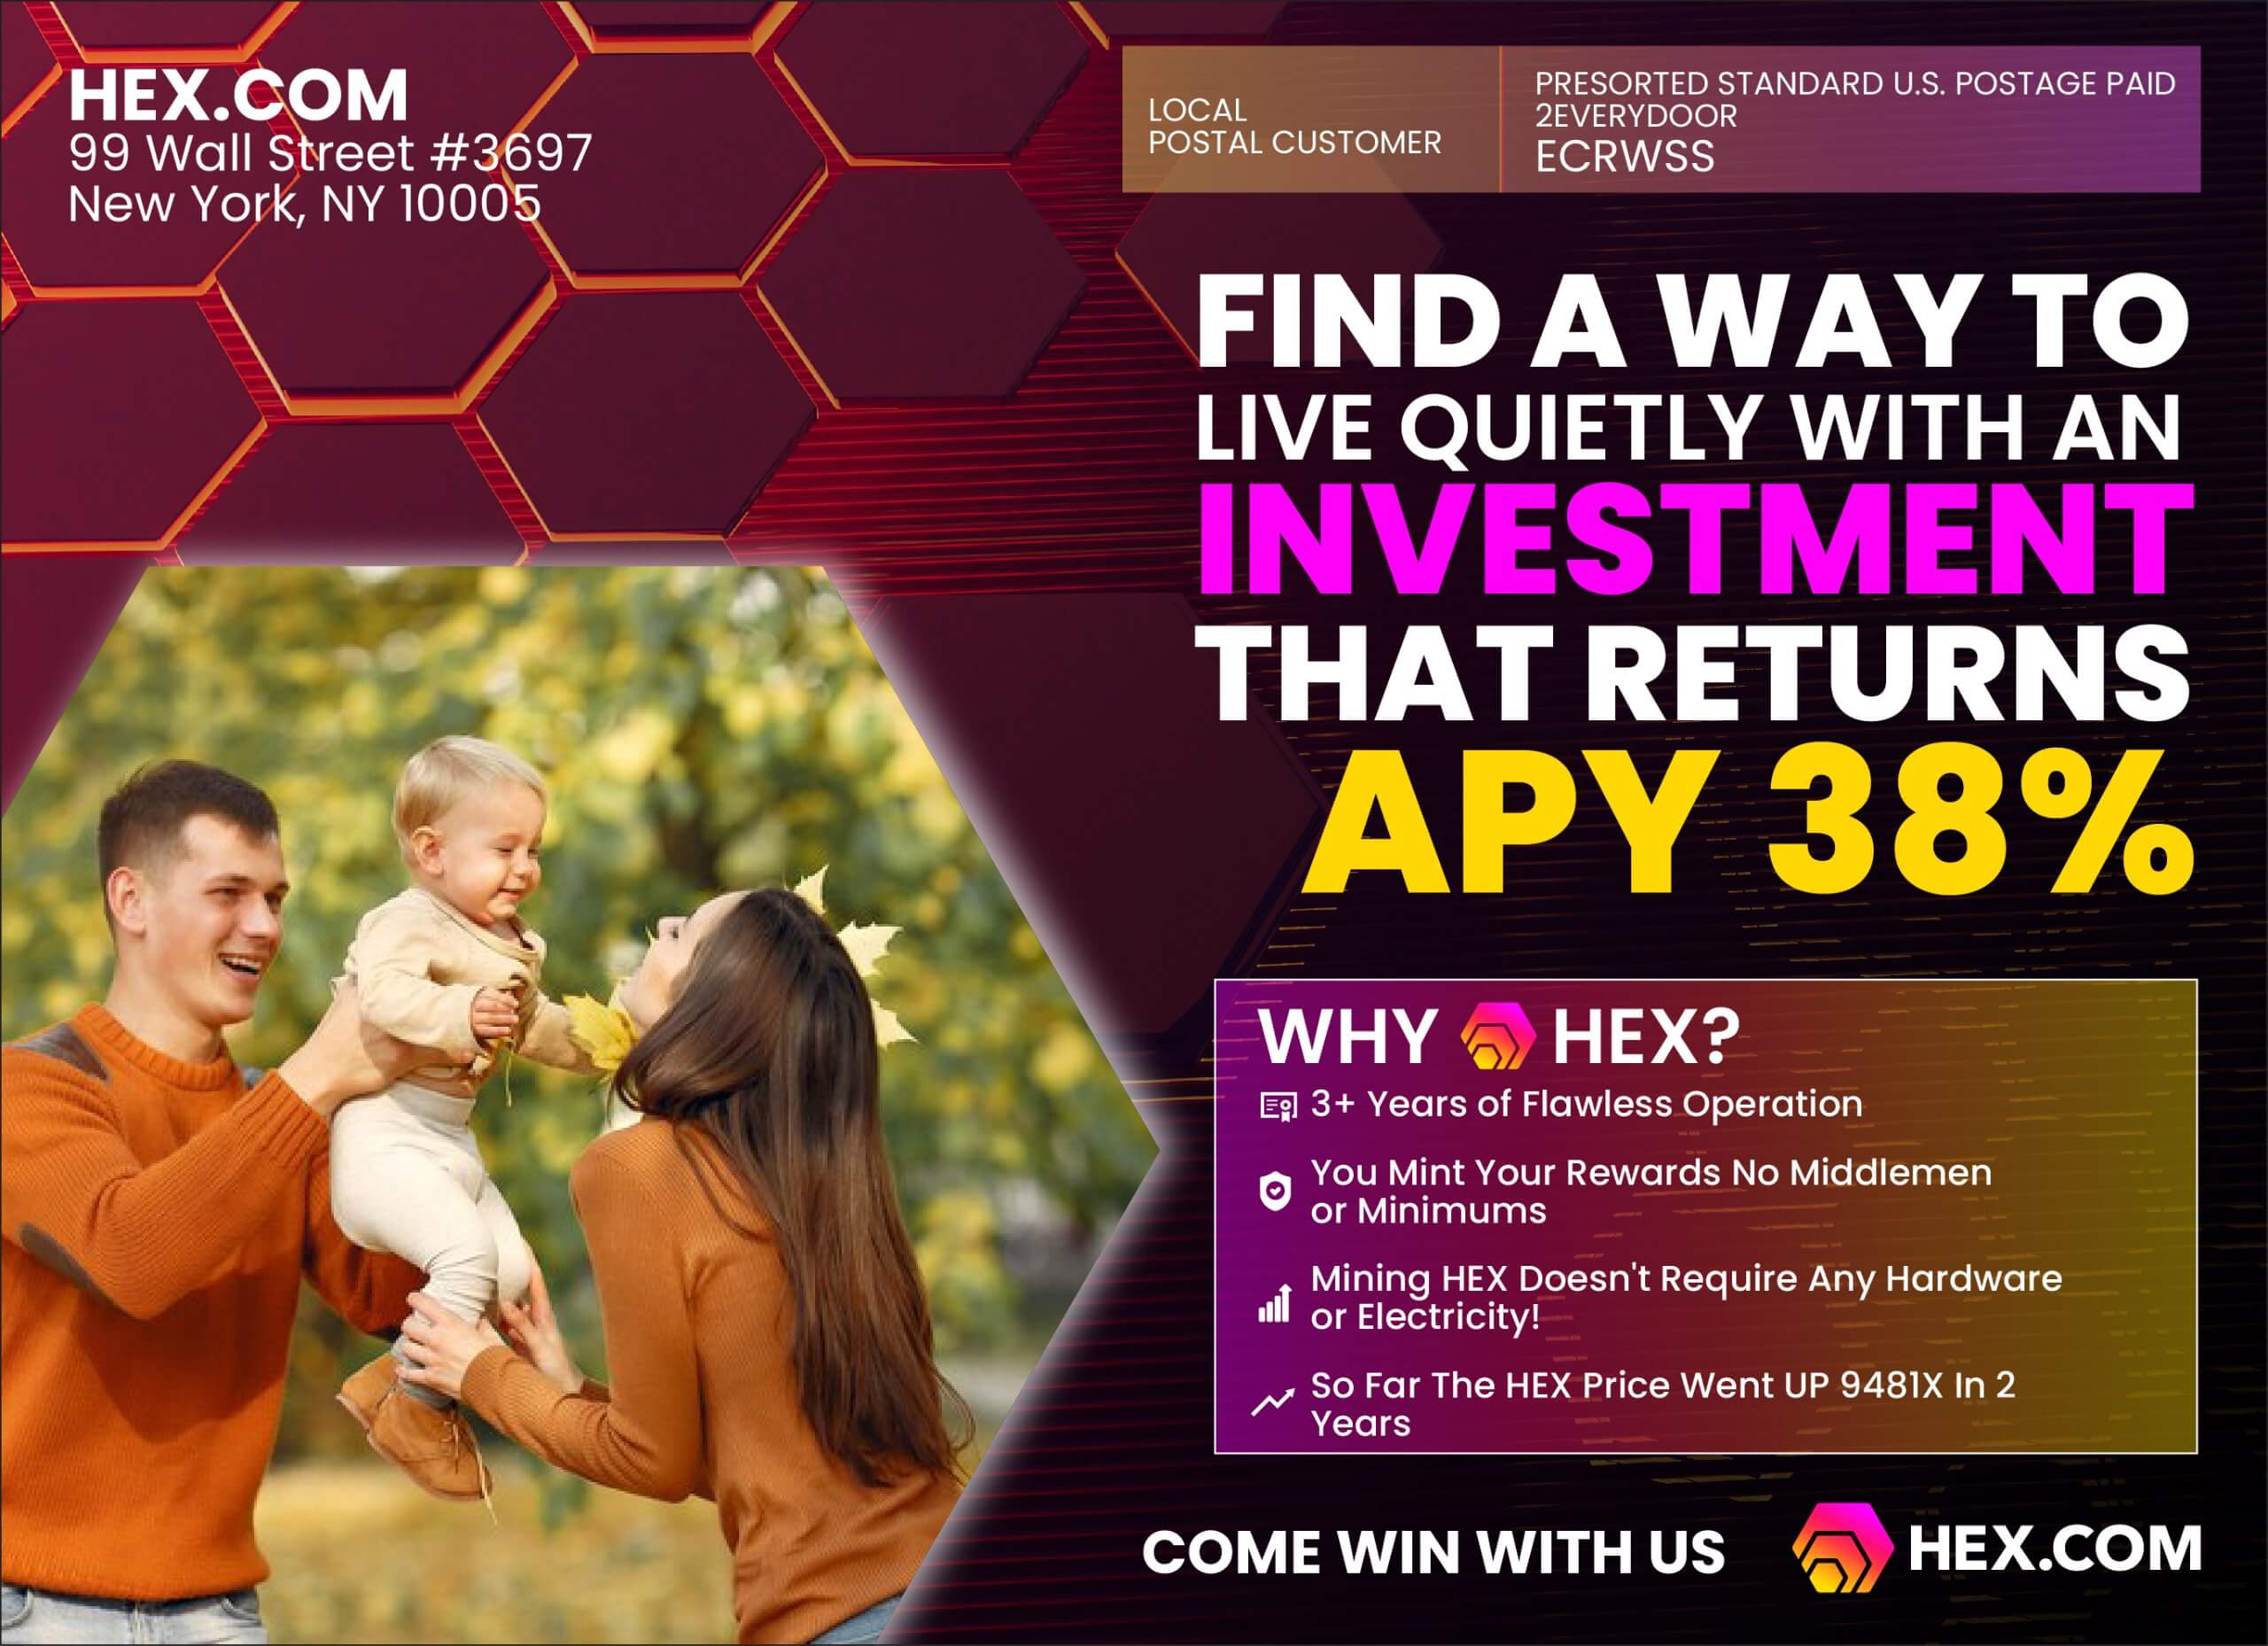 HEX.COM
99 Wall Street #3697
New York, NY 10005
LOCAL
POSTAL CUSTOMER
PRESORTED STANDARD U.S. POSTAGE PAID
2EVERYDOOR
ECRWSS
FIND A WAY TO
LIVE QUIETLY WITH AN
INVESTMENT
THAT RETURNS
APY 38%
WHY HEX?
3+ Years of Flawless Operation
You Mint Your Rewards No Middlemen
or Minimums
Mining HEX Doesn't Require Any Hardware
or Electricity!
So Far The HEX Price Went UP 9481X In 2
Years
COME WIN WITH US
HEX.COM